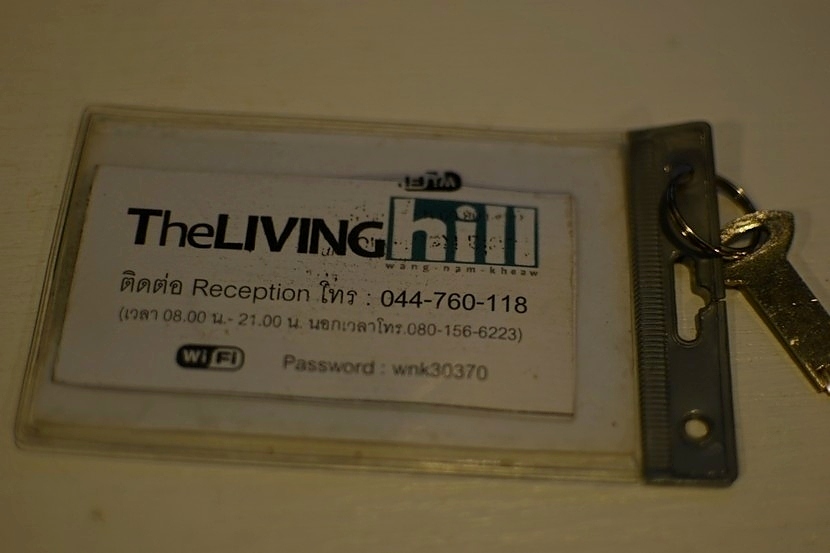 TheLIVING hill
wang-nam-kheaw
ติดต่อ Reception โทร : 044-760-118
(เวลา 08.00 น.- 21.00 น. นอกเวลาโทร.080-156-6223)
WiFi Password : wnk30370